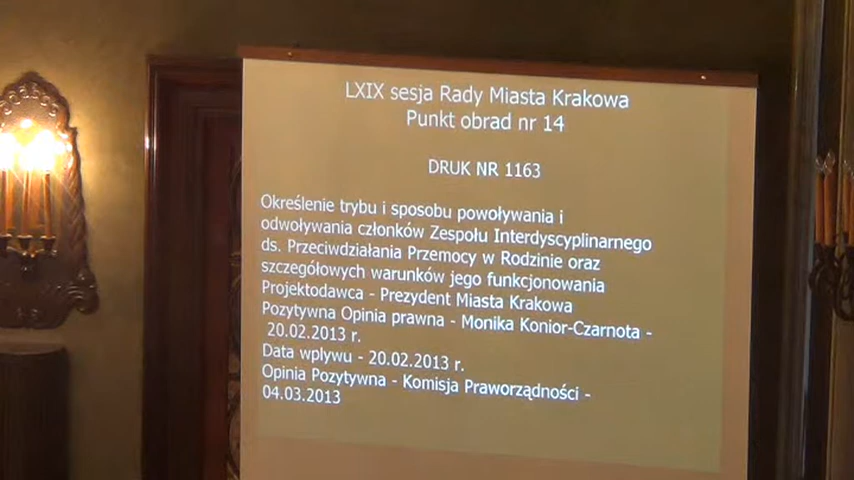 LXIX sesja Rady Miasta Krakowa
Punkt obrad nr 14
DRUK NR 1163
Określenie trybu i sposobu powoływania i
odwoływania członków Zespołu Interdyscyplinarnego
ds. Przeciwdziałania Przemocy w Rodzinie oraz
szczegółowych warunków jego funkcjonowania
Projektodawca - Prezydent Miasta Krakowa
Pozytywna Opinia prawna - Monika Konior-Czarnota -
20.02.2013 r.
Data wpływu - 20.02.2013 r.
Opinia Pozytywna - Komisja Praworządności -
04.03.2013